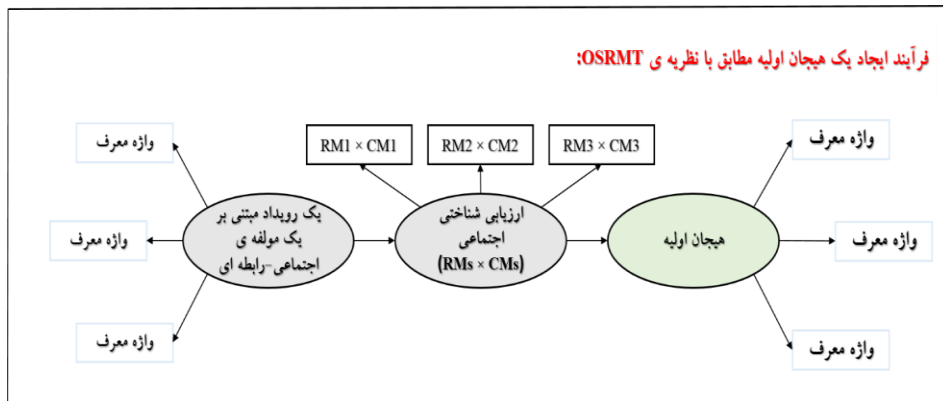 فرآیند ایجاد یک هیجان اولیه مطابق با نظریه ی OSRMT:
واژه معرف
واژه معرف
واژه معرف
یک رویداد مبتنی بر
یک مولفه ی
اجتماعی-رابطه ای
RM1 × CM1
RM2 × CM2
RM3 × CM3
ارزیابی شناختی
اجتماعی
(RMs × CMs)
هیجان اولیه
واژه معرف
واژه معرف
واژه معرف